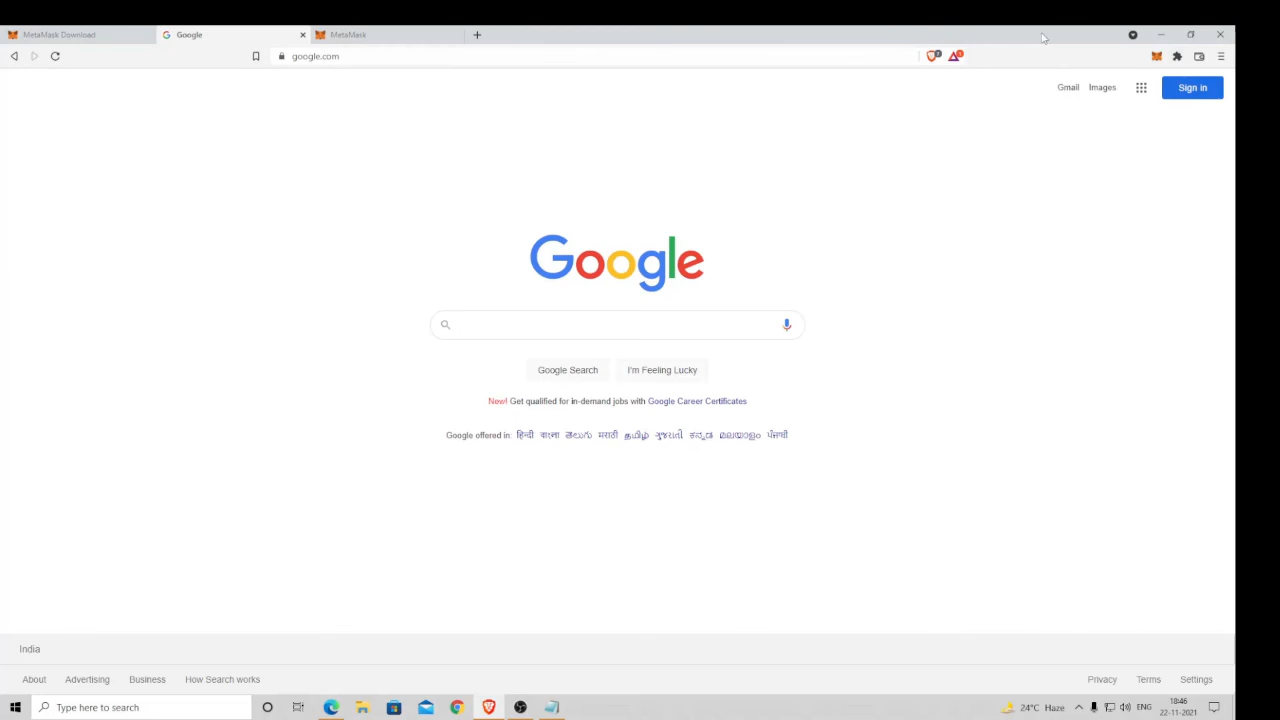 MetaMask Download
Google
MetaMask
google.com
Gmail Images
Sign in
Google
Google Search
I'm Feeling Lucky
New! Get qualified for in-demand jobs with Google Career Certificates
Google offered in: हिन्दी বাংলা తెలుగు मराठी தமிழ் ગુજરાતી ಕನ್ನಡ മലയാളം ਪੰਜਾਬੀ
India
About Advertising Business How Search works
Privacy Terms Settings
Type here to search
24°C Haze
ENG
18:46
22-11-2021